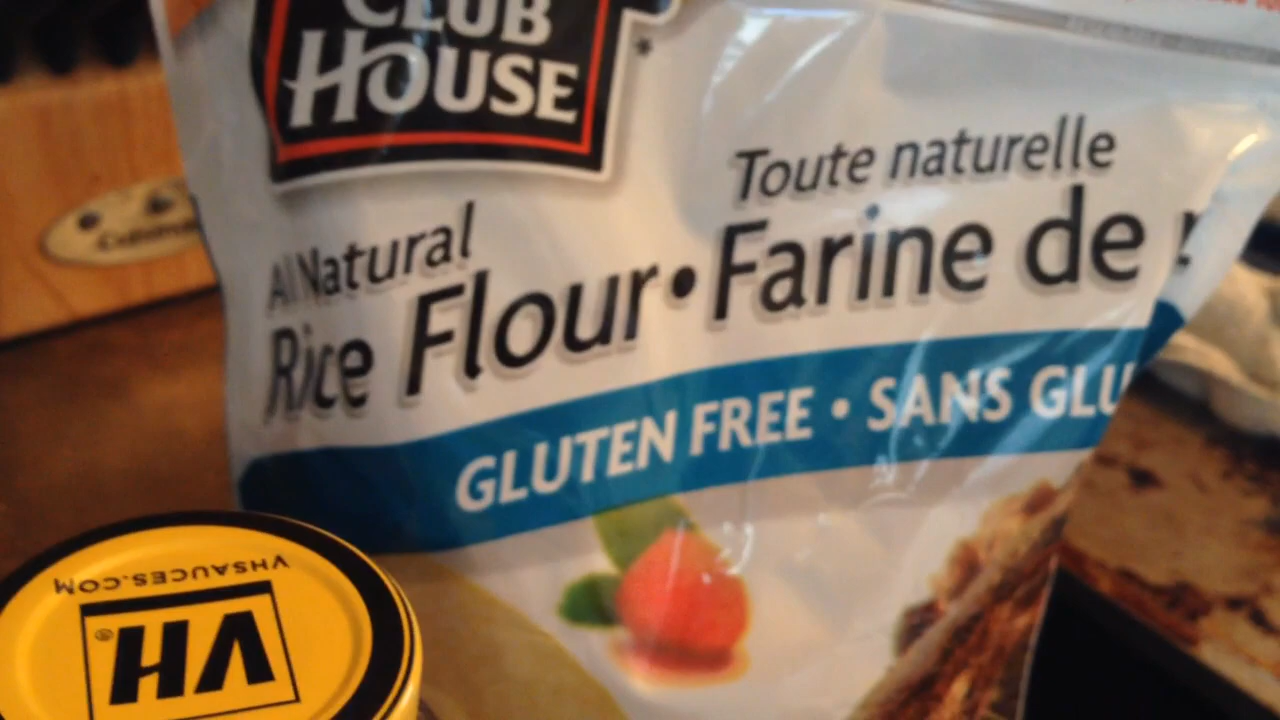 CLUB
HOUSE
All Natural
Rice Flour • Farine de
Toute naturelle
GLUTEN FREE • SANS GLU
VHSAUCES.COM
VH®